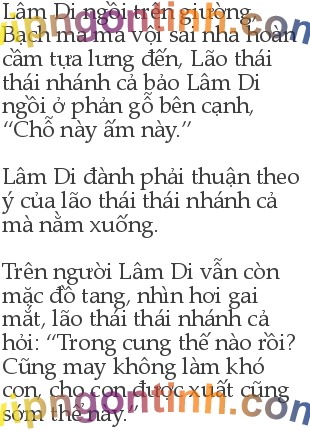 Lâm Di ngồi trên giường,
Bạch ma ma vội sai nha hoàn
cầm tựa lưng đến, Lão thái
thái nhánh cả bảo Lâm Di
ngồi ở phản gỗ bên cạnh,
“Chỗ này ấm này.”
Lâm Di đành phải thuận theo
ý của lão thái thái nhánh cả
mà nằm xuống.
Trên người Lâm Di vẫn còn
mặc đồ tang, nhìn hơi gai
mắt, lão thái thái nhánh cả
hỏi: “Trong cung thế nào rồi?
Cũng may không làm khó
con, cho con được xuất cũng
sớm thế này.”
vipngontinh.com